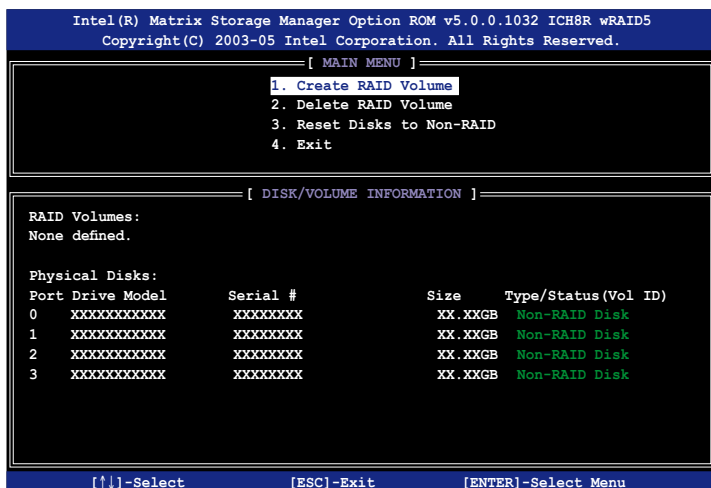 Intel(R) Matrix Storage Manager Option ROM v5.0.0.1032 ICH8R wRAID5
Copyright(C) 2003-05 Intel Corporation. All Rights Reserved.
[ MAIN MENU ]
1. Create RAID Volume
2. Delete RAID Volume
3. Reset Disks to Non-RAID
4. Exit
[ DISK/VOLUME INFORMATION ]
RAID Volumes:
None defined.
Physical Disks:
Port Drive Model Serial # Size Type/Status(Vol ID)
0 XXXXXXXXXXX XXXXXXXX XX.XXGB Non-RAID Disk
1 XXXXXXXXXXX XXXXXXXX XX.XXGB Non-RAID Disk
2 XXXXXXXXXXX XXXXXXXX XX.XXGB Non-RAID Disk
3 XXXXXXXXXXX XXXXXXXX XX.XXGB Non-RAID Disk
[↑↓]-Select [ESC]-Exit [ENTER]-Select Menu